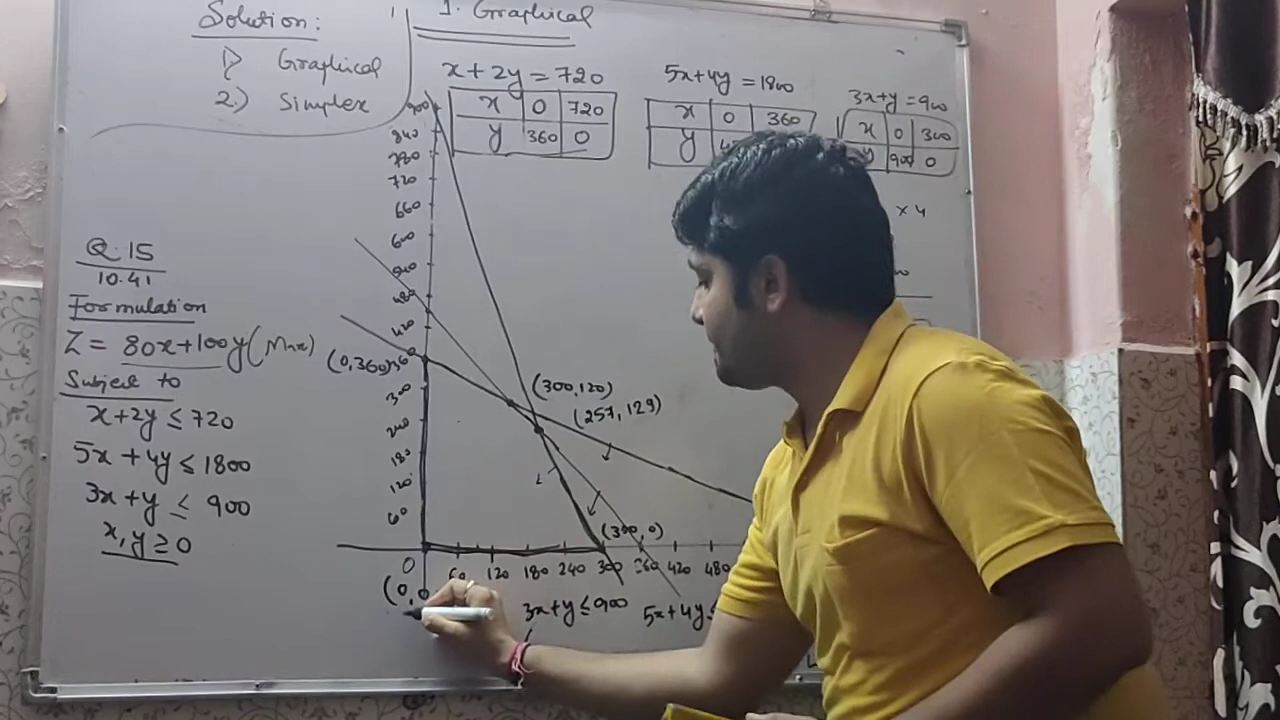 Solution:
1) Graphical
2.) Simplex
1. Graphical
x+2y=720
x 0 720
y 360 0
5x+4y=1800
x 0 360
y
3x+y=900
x 0 300
y 900 0
x 4
Q.15
10.41
Formulation
Z = 80x+100y(Max)
Subject to
x+2y ≤ 720
5x+4y ≤ 1800
3x+y ≤ 900
x,y ≥ 0
900
840
780
720
660
600
540
480
420
360
300
240
180
120
60
(0,360)
(300,120)
(257,129)
(300,0)
0 60 120 180 240 300 360 420 480
(0,0
3x+y≤900
5x+4y≤